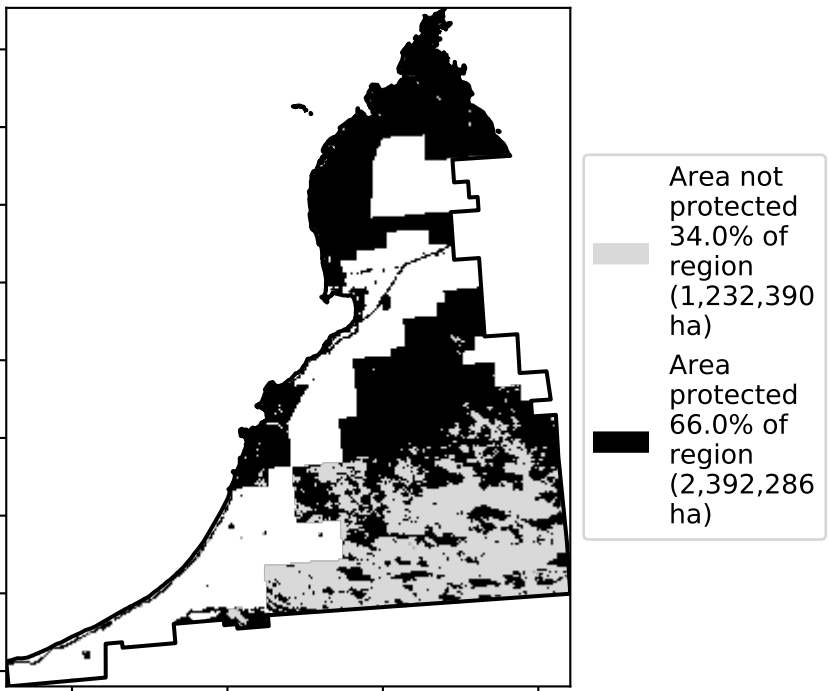 Area not
protected
34.0% of
region
(1,232,390
ha)
Area
protected
66.0% of
region
(2,392,286
ha)